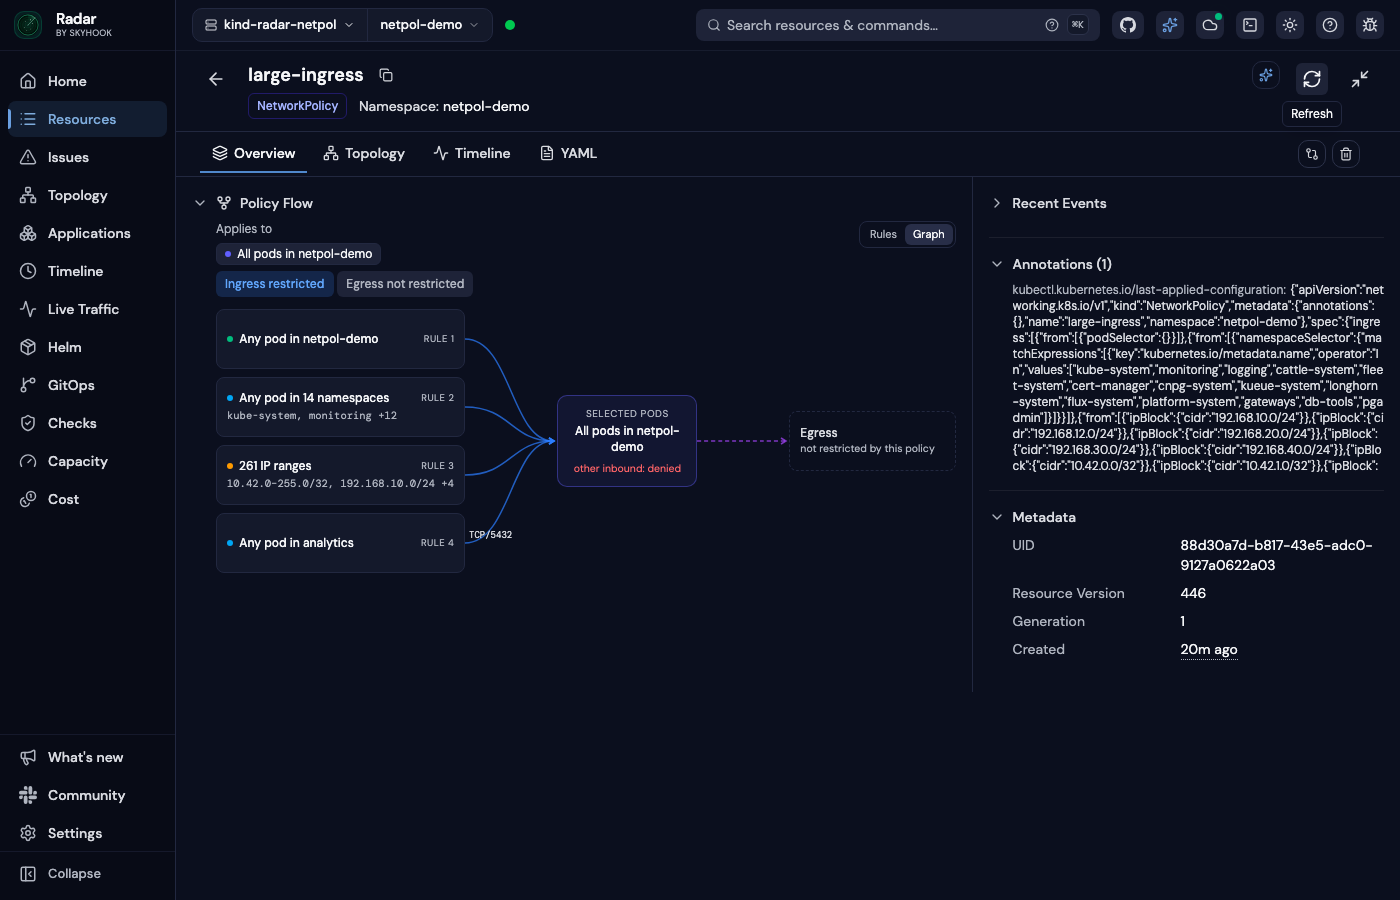 Radar
BY SKYHOOK
kind-radar-netpol
netpol-demo
Search resources & commands...
⌘K
Home
Resources
Issues
Topology
Applications
Timeline
Live Traffic
Helm
GitOps
Checks
Capacity
Cost
What's new
Community
Settings
Collapse
large-ingress
NetworkPolicy
Namespace: netpol-demo
Refresh
Overview
Topology
Timeline
YAML
Policy Flow
Applies to
All pods in netpol-demo
Ingress restricted
Egress not restricted
Rules
Graph
Any pod in netpol-demo
RULE 1
Any pod in 14 namespaces
RULE 2
kube-system, monitoring +12
261 IP ranges
RULE 3
10.42.0-255.0/32, 192.168.10.0/24 +4
Any pod in analytics
RULE 4
TCP/5432
SELECTED PODS
All pods in netpol-
demo
other inbound: denied
Egress
not restricted by this policy
Recent Events
Annotations (1)
kubectl.kubernetes.io/last-applied-configuration: {"apiVersion":"net
working.k8s.io/v1","kind":"NetworkPolicy","metadata":{"annotations":
{},"name":"large-ingress","namespace":"netpol-demo"},"spec":{"ingre
ss":[{"from":[{"podSelector":{}}]},{"from":[{"namespaceSelector":{"ma
tchExpressions":[{"key":"kubernetes.io/metadata.name","operator":"I
n","values":["kube-system","monitoring","logging","cattle-system","flee
t-system","cert-manager","cnpg-system","kueue-system","longhorn
-system","flux-system","platform-system","gateways","db-tools","pga
dmin"]}]}}]},{"from":[{"ipBlock":{"cidr":"192.168.10.0/24"}},{"ipBlock":{"ci
dr":"192.168.12.0/24"}},{"ipBlock":{"cidr":"192.168.20.0/24"}},{"ipBlock":
{"cidr":"192.168.30.0/24"}},{"ipBlock":{"cidr":"192.168.40.0/24"}},{"ipBlo
ck":{"cidr":"10.42.0.0/32"}},{"ipBlock":{"cidr":"10.42.1.0/32"}},{"ipBlock":
Metadata
UID
88d30a7d-b817-43e5-adc0-
9127a0622a03
Resource Version
446
Generation
1
Created
20m ago